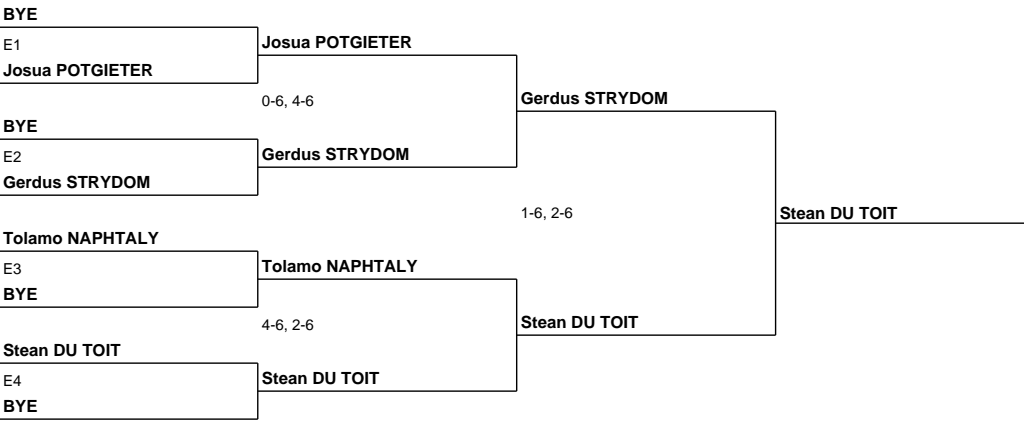 BYE
E1
Josua POTGIETER
Josua POTGIETER
0-6, 4-6
Gerdus STRYDOM
BYE
E2
Gerdus STRYDOM
Gerdus STRYDOM
1-6, 2-6
Stean DU TOIT
Tolamo NAPHTALY
E3
Tolamo NAPHTALY
BYE
4-6, 2-6
Stean DU TOIT
Stean DU TOIT
E4
Stean DU TOIT
BYE